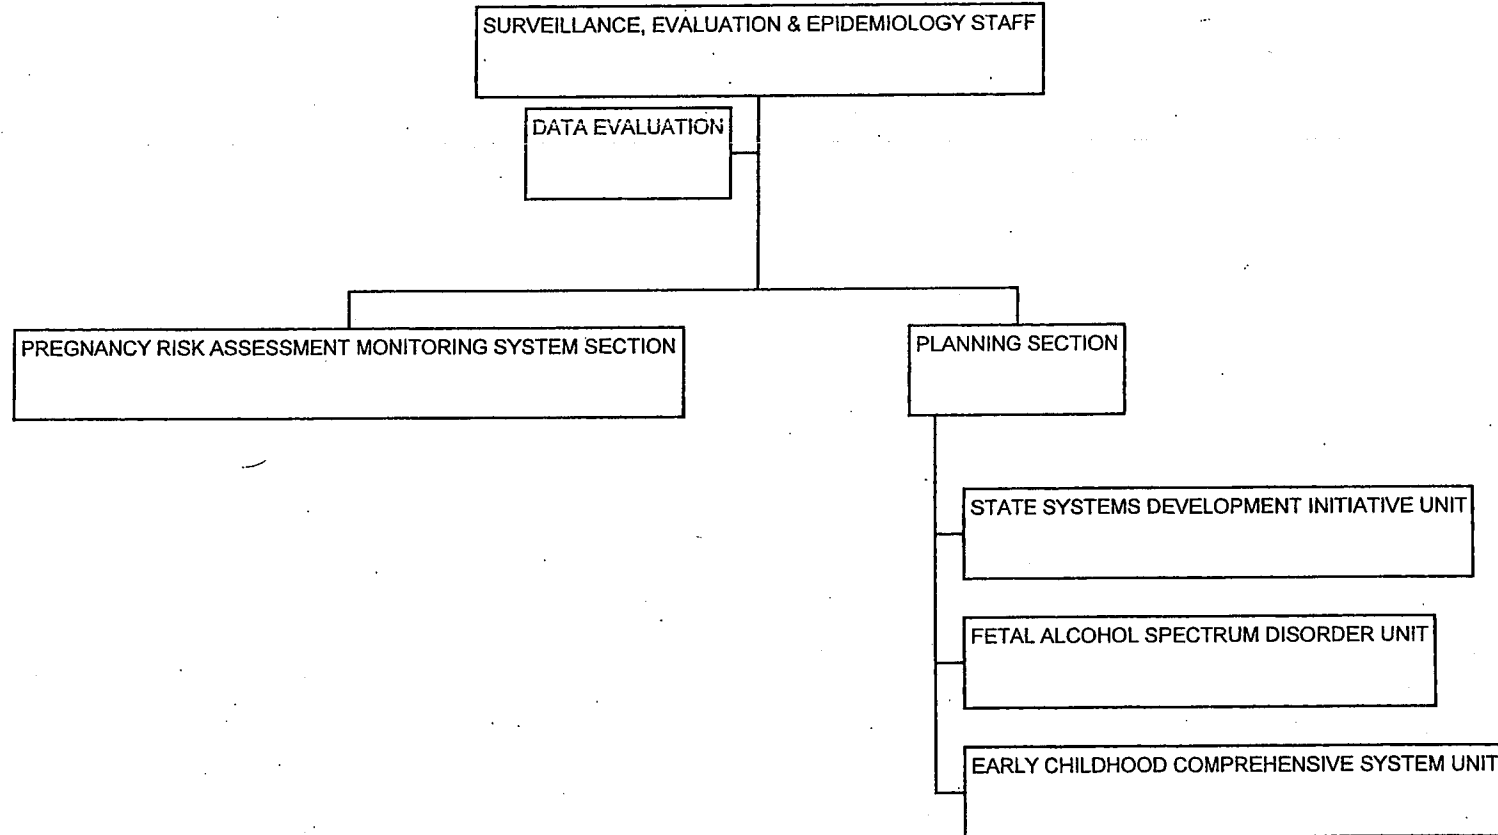 SURVEILLANCE, EVALUATION & EPIDEMIOLOGY STAFF
DATA EVALUATION
PREGNANCY RISK ASSESSMENT MONITORING SYSTEM SECTION
PLANNING SECTION
STATE SYSTEMS DEVELOPMENT INITIATIVE UNIT
FETAL ALCOHOL SPECTRUM DISORDER UNIT
EARLY CHILDHOOD COMPREHENSIVE SYSTEM UNIT